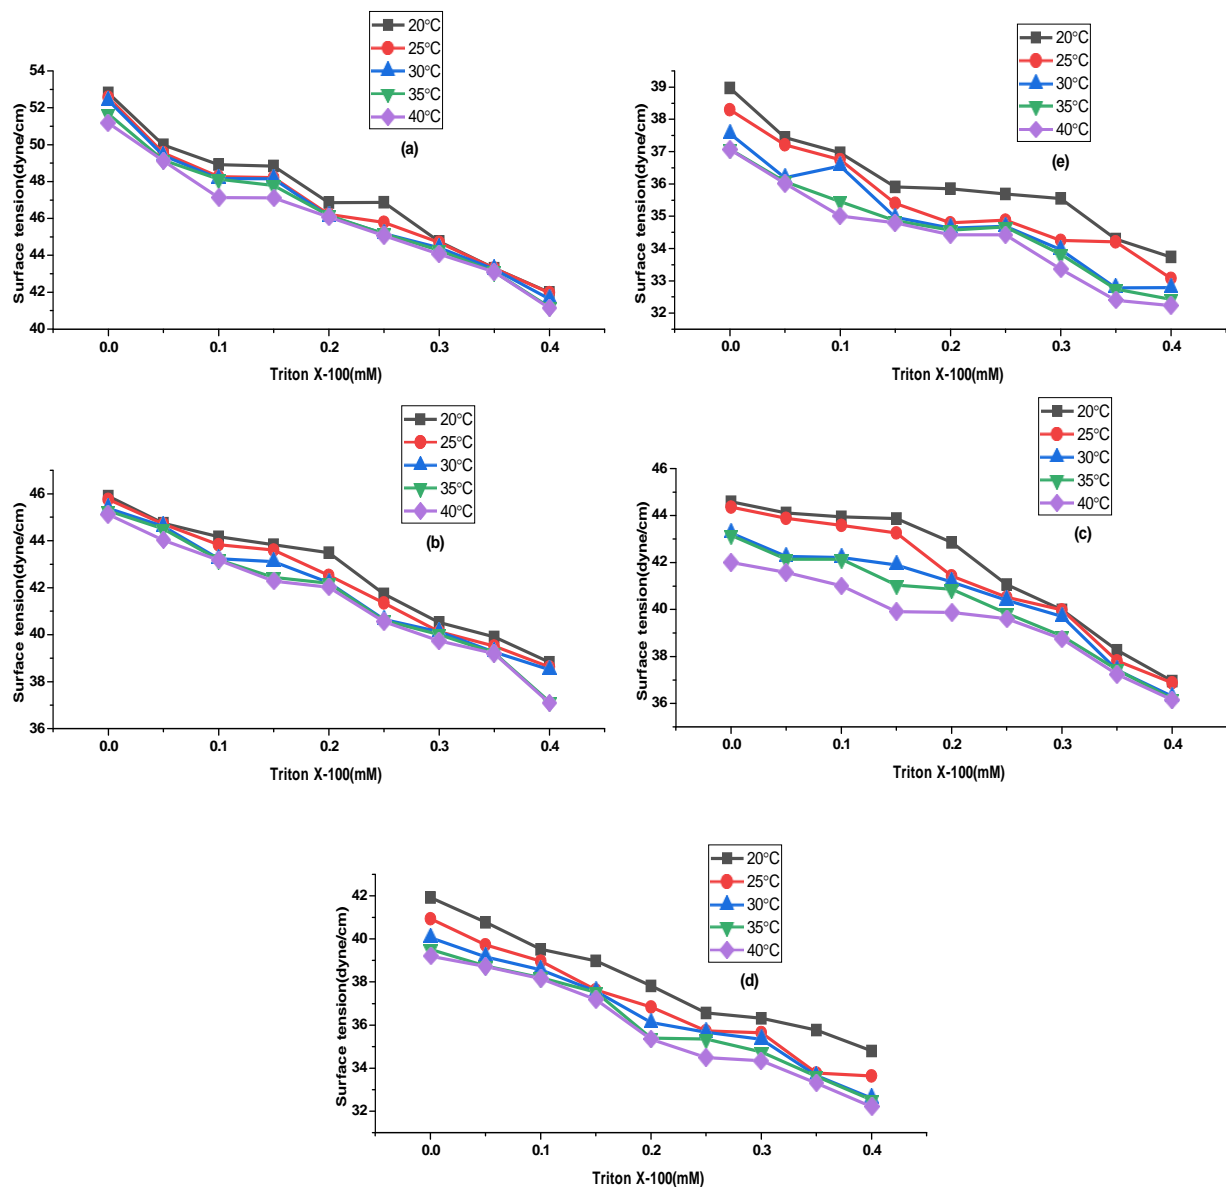 20°C
25°C
30°C
35°C
40°C
(a)
Surface tension(dyne/cm)
54
52
50
48
46
44
42
40
0.0 0.1 0.2 0.3 0.4
Triton X-100(mM)
20°C
25°C
30°C
35°C
40°C
(e)
Surface tension(dyne/cm)
39
38
37
36
35
34
33
32
0.0 0.1 0.2 0.3 0.4
Triton X-100(mM)
20°C
25°C
30°C
35°C
40°C
(b)
Surface tension(dyne/cm)
46
44
42
40
38
36
0.0 0.1 0.2 0.3 0.4
Triton X-100(mM)
20°C
25°C
30°C
35°C
40°C
(c)
Surface tension(dyne/cm)
46
44
42
40
38
36
0.0 0.1 0.2 0.3 0.4
Triton X-100(mM)
20°C
25°C
30°C
35°C
40°C
(d)
Surface tension(dyne/cm)
42
40
38
36
34
32
0.0 0.1 0.2 0.3 0.4
Triton X-100(mM)